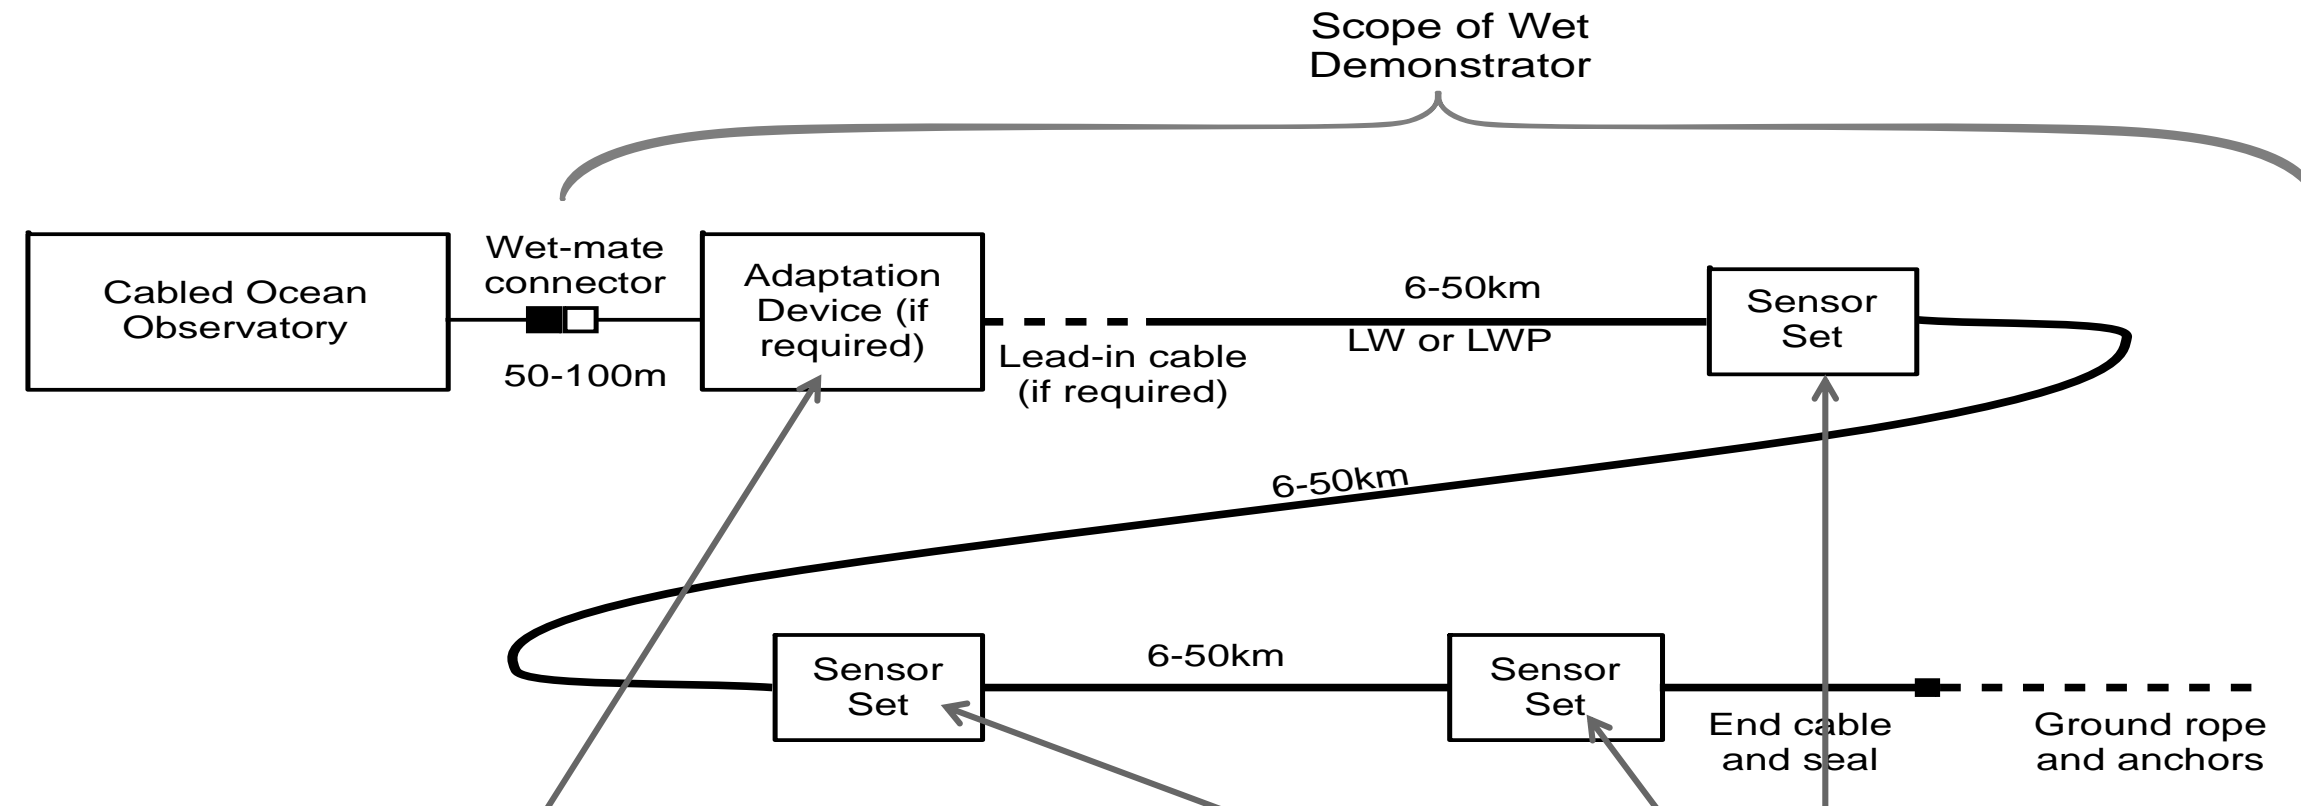 Scope of Wet
Demonstrator
Cabled Ocean
Observatory
Wet-mate
connector
50-100m
Adaptation
Device (if
required)
Lead-in cable
(if required)
6-50km
LW or LWP
Sensor
Set
6-50km
Sensor
Set
6-50km
Sensor
Set
End cable
and seal
Ground rope
and anchors